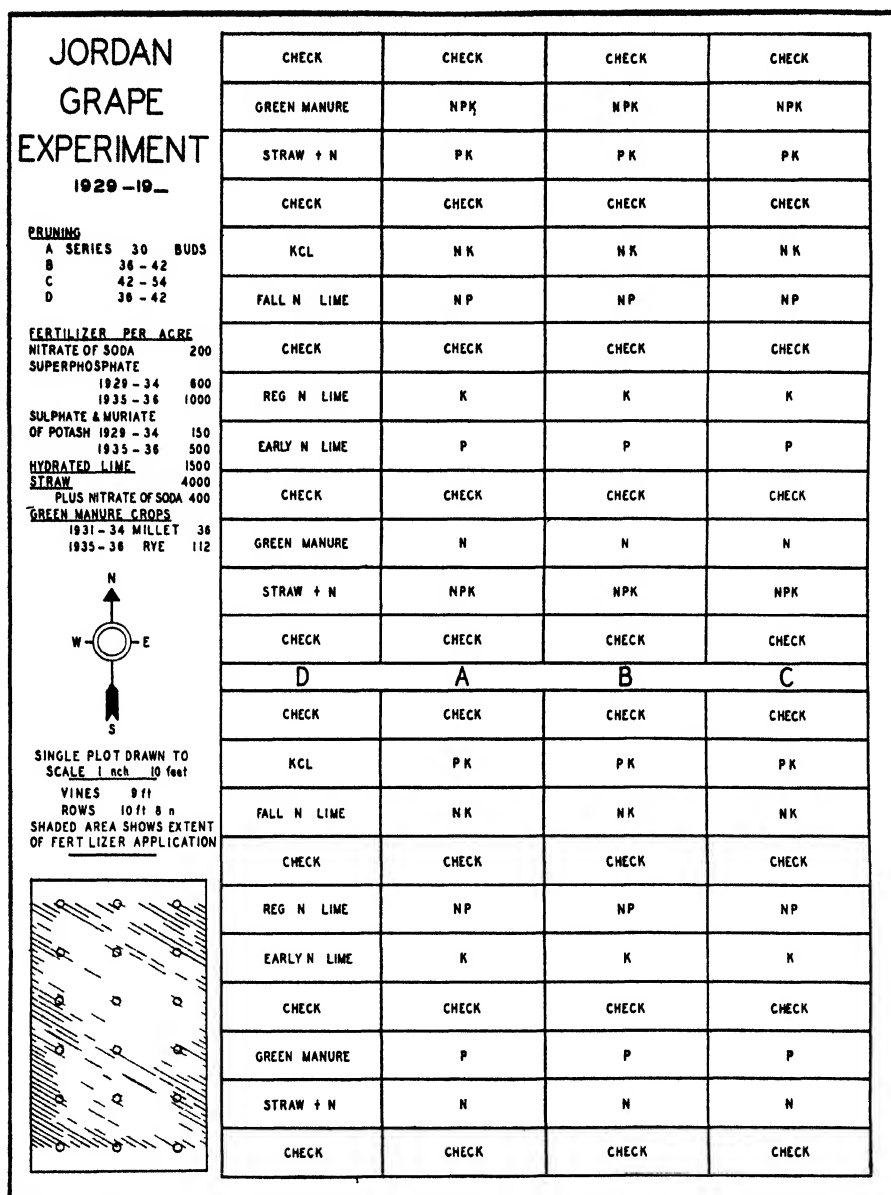 JORDAN
GRAPE
EXPERIMENT
1929 –19__
PRUNING
A SERIES 30 BUDS
B 36 – 42
C 42 – 54
D 36 – 42
FERTILIZER PER ACRE
NITRATE OF SODA 200
SUPERPHOSPHATE
1929 – 34 600
1935 – 36 1000
SULPHATE & MURIATE
OF POTASH 1929 – 34 150
1935 – 36 500
HYDRATED LIME 1500
STRAW 4000
PLUS NITRATE OF SODA 400
GREEN MANURE CROPS
1931 – 34 MILLET 36
1935 – 36 RYE 112
N
W E
S
SINGLE PLOT DRAWN TO
SCALE 1 nch 10 feet
VINES 9 ft
ROWS 10 ft 8 n
SHADED AREA SHOWS EXTENT
OF FERT LIZER APPLICATION
CHECK CHECK CHECK CHECK
GREEN MANURE NPK NPK NPK
STRAW + N PK PK PK
CHECK CHECK CHECK CHECK
KCL NK NK NK
FALL N LIME NP NP NP
CHECK CHECK CHECK CHECK
REG N LIME K K K
EARLY N LIME P P P
CHECK CHECK CHECK CHECK
GREEN MANURE N N N
STRAW + N NPK NPK NPK
CHECK CHECK CHECK CHECK
D A B C
CHECK CHECK CHECK CHECK
KCL PK PK PK
FALL N LIME NK NK NK
CHECK CHECK CHECK CHECK
REG N LIME NP NP NP
EARLY N LIME K K K
CHECK CHECK CHECK CHECK
GREEN MANURE P P P
STRAW + N N N N
CHECK CHECK CHECK CHECK